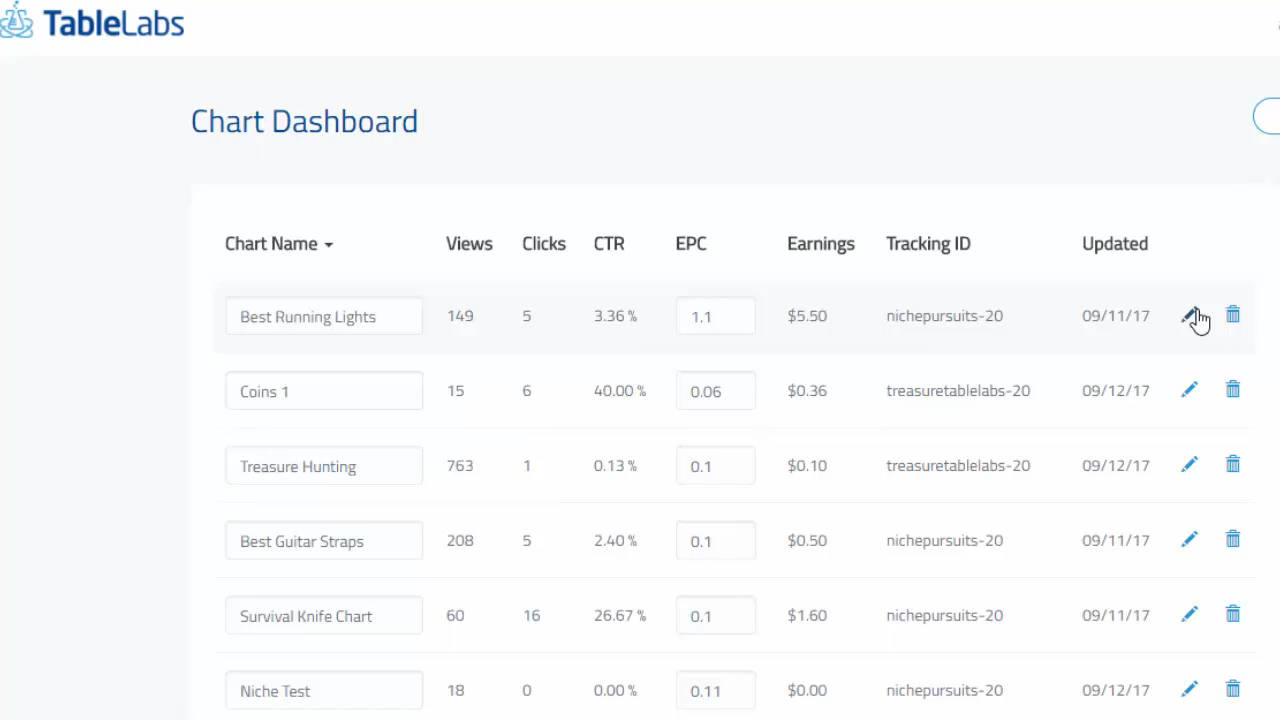 TableLabs
Chart Dashboard
Chart Name Views Clicks CTR EPC Earnings Tracking ID Updated
Best Running Lights 149 5 3.36 % 1.1 $5.50 nichepursuits-20 09/11/17
Coins 1 15 6 40.00 % 0.06 $0.36 treasuretablelabs-20 09/12/17
Treasure Hunting 763 1 0.13 % 0.1 $0.10 treasuretablelabs-20 09/12/17
Best Guitar Straps 208 5 2.40 % 0.1 $0.50 nichepursuits-20 09/11/17
Survival Knife Chart 60 16 26.67 % 0.1 $1.60 nichepursuits-20 09/11/17
Niche Test 18 0 0.00 % 0.11 $0.00 nichepursuits-20 09/12/17